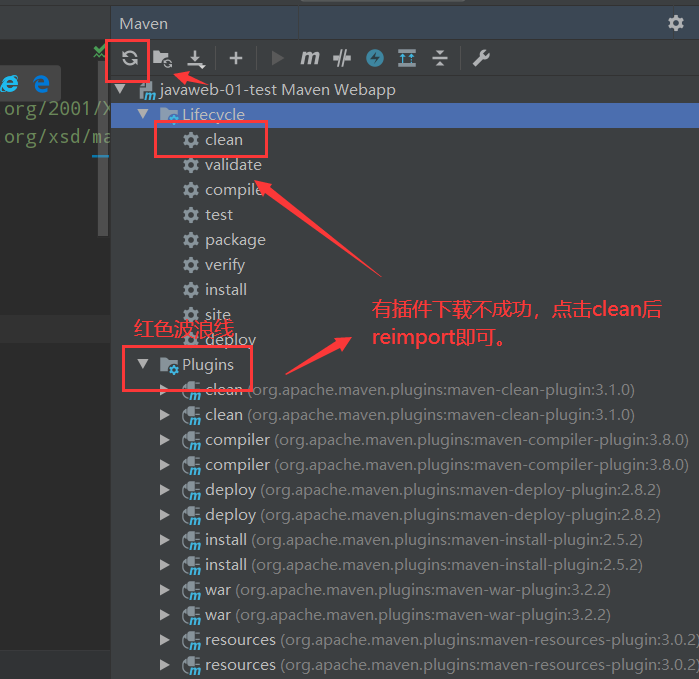 Maven
m
javaweb-01-test Maven Webapp
org/2001/X
Lifecycle
org/xsd/ma
clean
validate
compile
test
package
verify
install
有插件下载不成功，点击clean后
reimport即可。
site
红色波浪线
deploy
Plugins
clean (org.apache.maven.plugins:maven-clean-plugin:3.1.0)
clean (org.apache.maven.plugins:maven-clean-plugin:3.1.0)
compiler (org.apache.maven.plugins:maven-compiler-plugin:3.8.0)
compiler (org.apache.maven.plugins:maven-compiler-plugin:3.8.0)
deploy (org.apache.maven.plugins:maven-deploy-plugin:2.8.2)
deploy (org.apache.maven.plugins:maven-deploy-plugin:2.8.2)
install (org.apache.maven.plugins:maven-install-plugin:2.5.2)
install (org.apache.maven.plugins:maven-install-plugin:2.5.2)
war (org.apache.maven.plugins:maven-war-plugin:3.2.2)
war (org.apache.maven.plugins:maven-war-plugin:3.2.2)
resources (org.apache.maven.plugins:maven-resources-plugin:3.0.2)
resources (org.apache.maven.plugins:maven-resources-plugin:3.0.2)